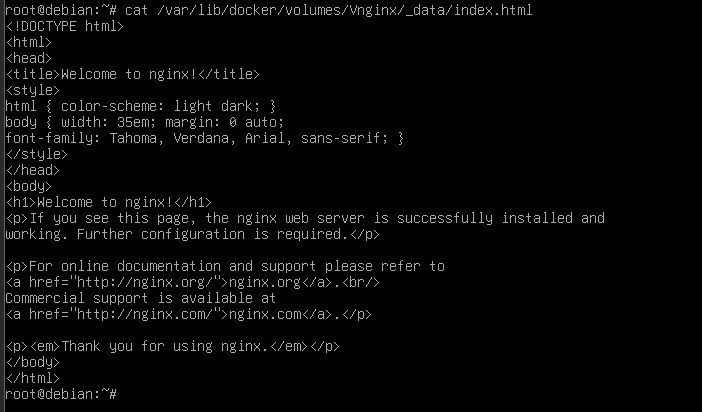 root@debian:~# cat /var/lib/docker/volumes/Vnginx/_data/index.html
<!DOCTYPE html>
<html>
<head>
<title>Welcome to nginx!</title>
<style>
html { color-scheme: light dark; }
body { width: 35em; margin: 0 auto;
font-family: Tahoma, Verdana, Arial, sans-serif; }
</style>
</head>
<body>
<h1>Welcome to nginx!</h1>
<p>If you see this page, the nginx web server is successfully installed and
working. Further configuration is required.</p>

<p>For online documentation and support please refer to
<a href="http://nginx.org/">nginx.org</a>.<br/>
Commercial support is available at
<a href="http://nginx.com/">nginx.com</a>.</p>

<p><em>Thank you for using nginx.</em></p>
</body>
</html>
root@debian:~#